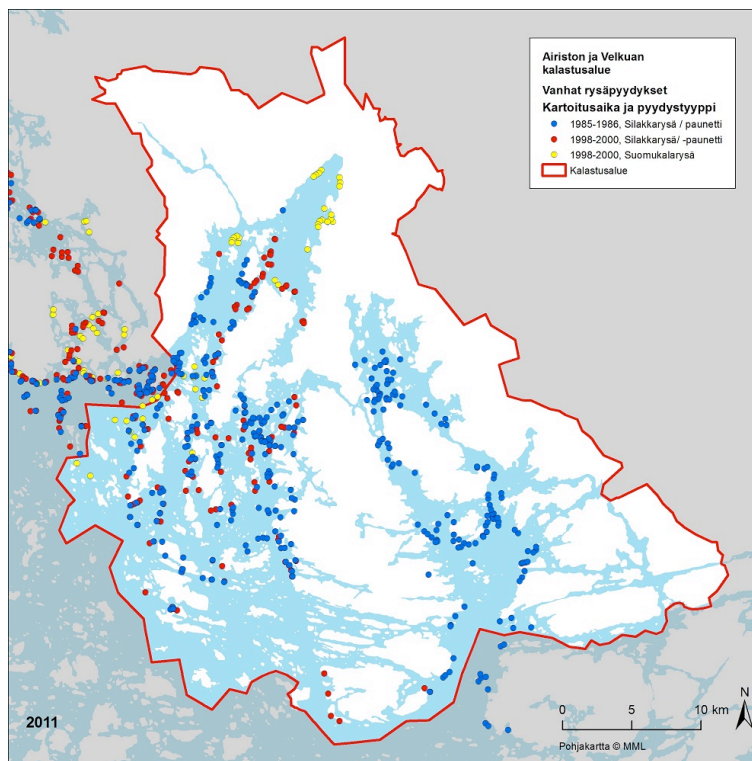 Airiston ja Velkuan
kalastusalue
Vanhat rysäpyydykset
Kartoitusaika ja pyydystyyppi
1985-1986, Silakkarysä / paunetti
1998-2000, Silakkarysä/ -paunetti
1998-2000, Suomukalarysä
Kalastusalue
N
0 5 10 km
2011
Pohjakartta © MML